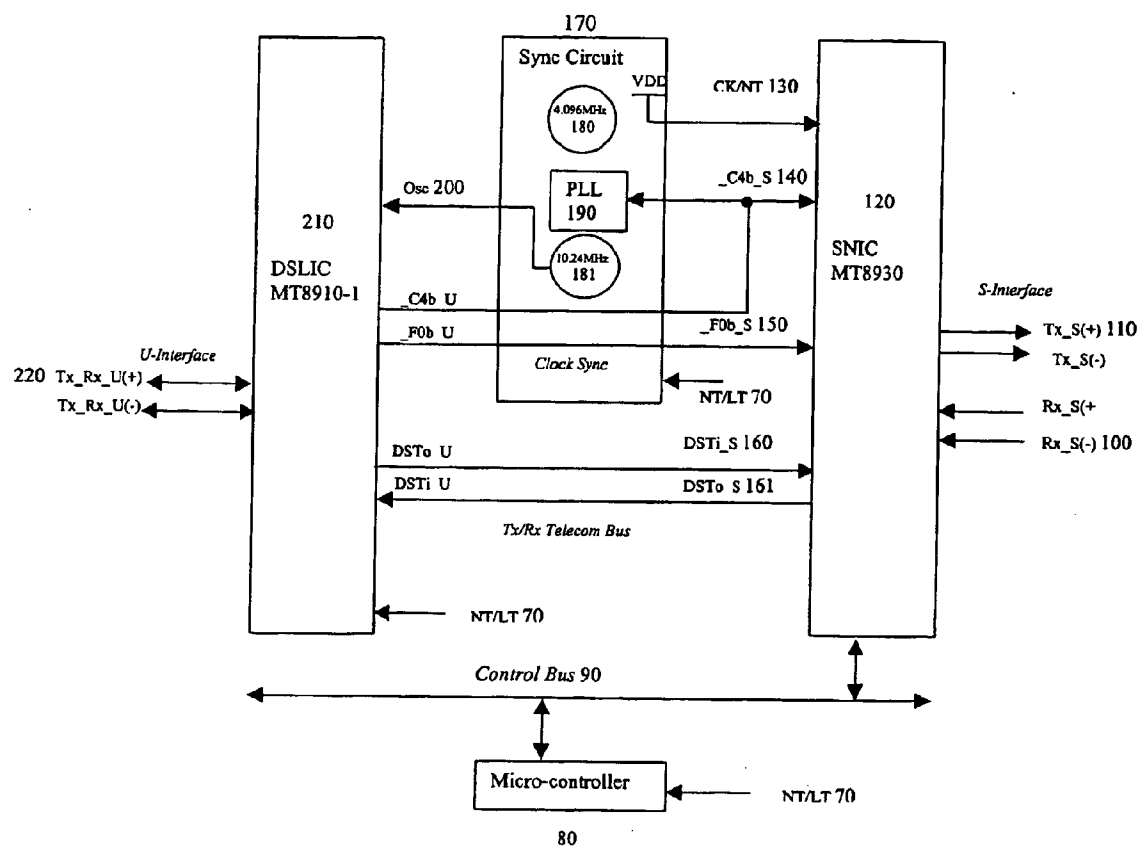 170
Sync Circuit
VDD
CK/NT 130
4.096MHz
180
Osc 200
PLL
190
_C4b_S 140
120
SNIC
MT8930
210
DSLIC
MT8910-1
10.24MHz
181
_C4b U
_F0b U
_F0b_S 150
Clock Sync
S-Interface
Tx_S(+) 110
Tx_S(-)
U-Interface
220 Tx_Rx_U(+)
Tx_Rx_U(-)
NT/LT 70
Rx_S(+
Rx_S(-) 100
DSTo U
DSTi_S 160
DSTi U
DSTo S 161
Tx/Rx Telecom Bus
NT/LT 70
Control Bus 90
Micro-controller
NT/LT 70
80